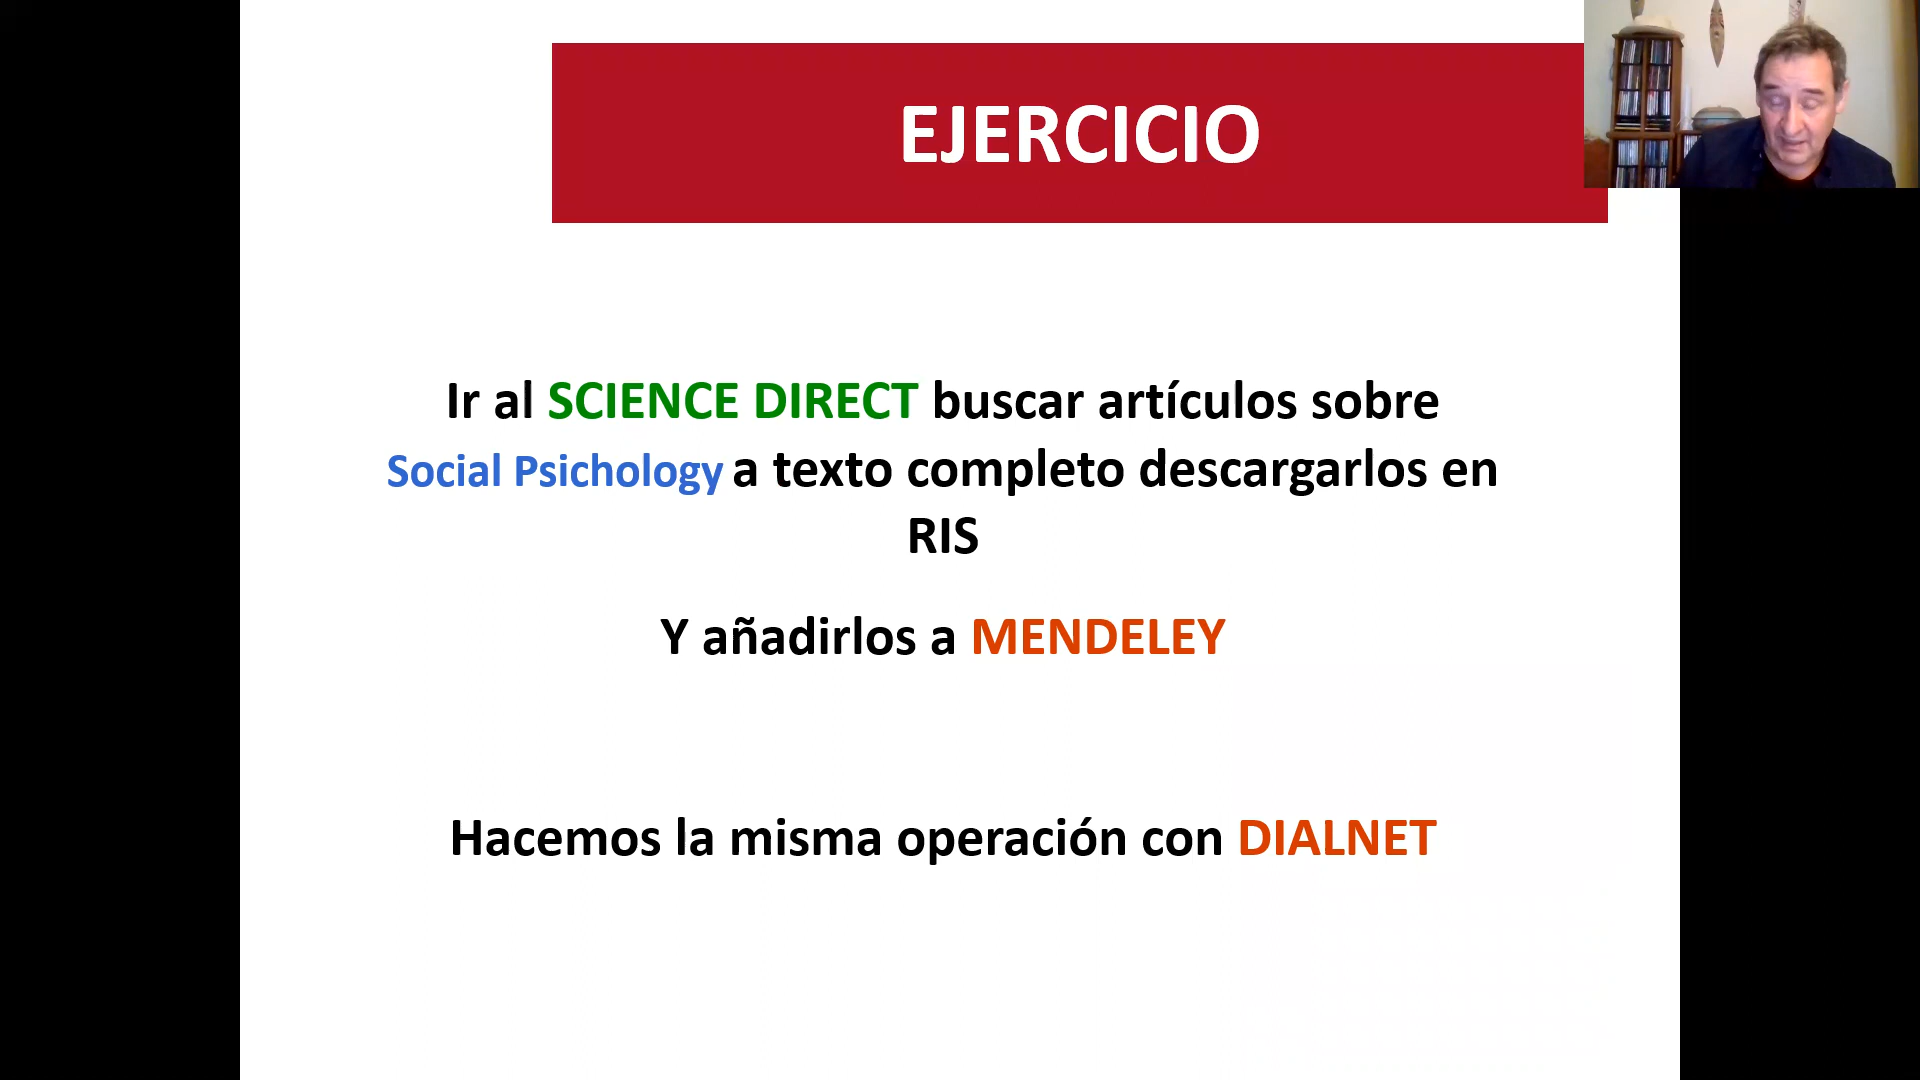 EJERCICIO
Ir al SCIENCE DIRECT buscar artículos sobre
Social Psichology a texto completo descargarlos en
RIS
Y añadirlos a MENDELEY
Hacemos la misma operación con DIALNET